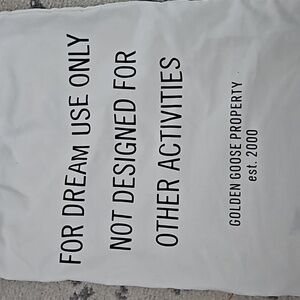 FOR DREAM USE ONLY
NOT DESIGNED FOR
OTHER ACTIVITIES
GOLDEN GOOSE PROPERTY
est. 2000